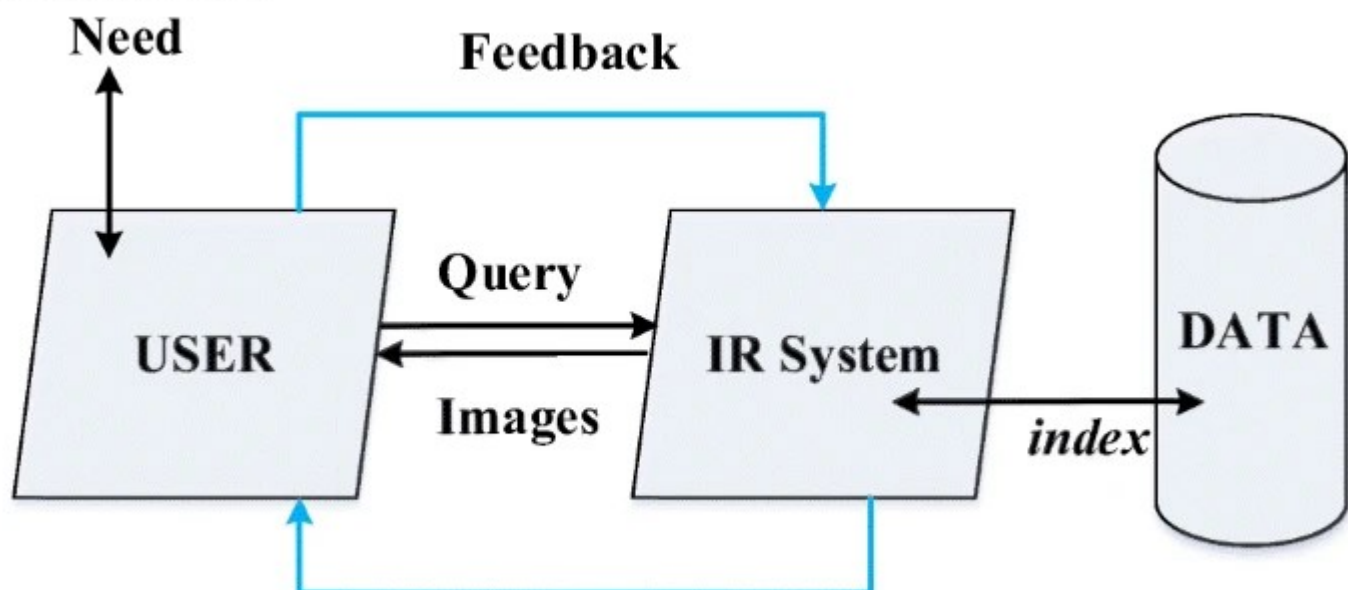 Need
Feedback
Query
USER
IR System
DATA
Images
index